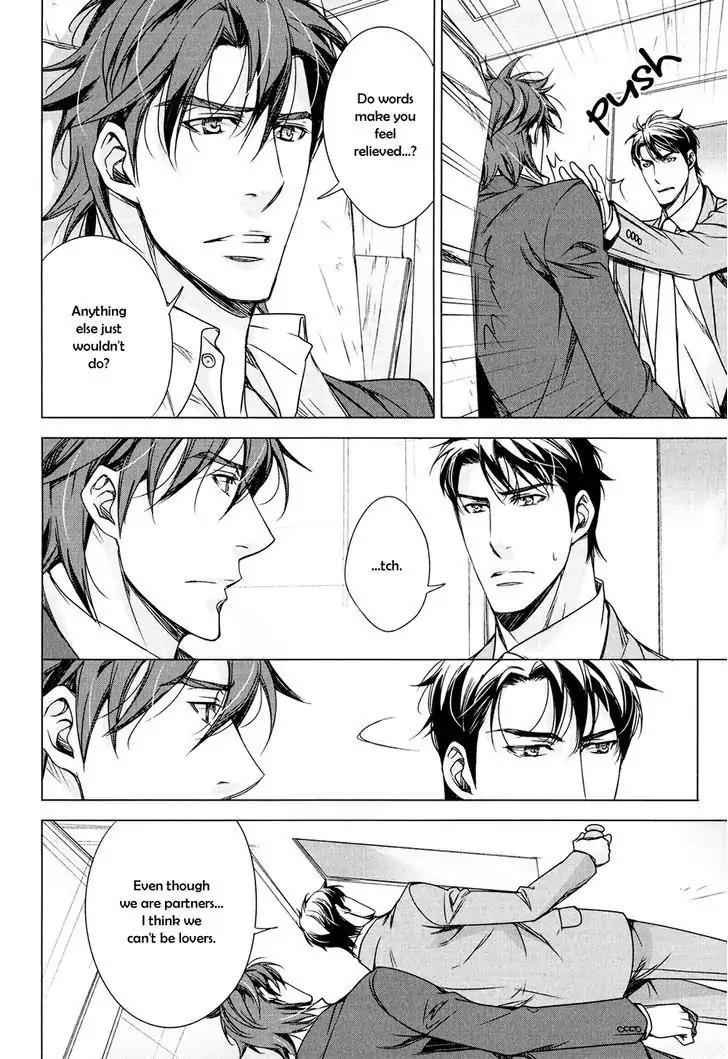 push
Do words
make you
feel
relieved...?
Anything
else just
wouldn't
do?
...tch.
Even though
we are partners...
I think we
can't be lovers.